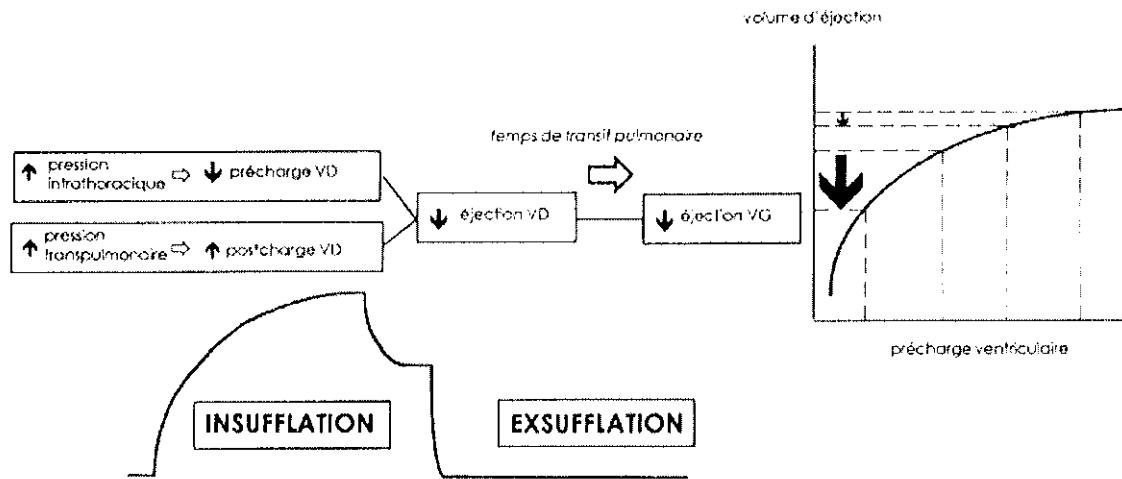 volume d'éjection
temps de transit pulmonaire
↑ pression intrathoracique ⇨ ↓ précharge VD
↑ pression transpulmonaire ⇨ ↑ postcharge VD
↓ éjection VD
↓ éjection VG
précharge ventriculaire
INSUFFLATION
EXSUFFLATION